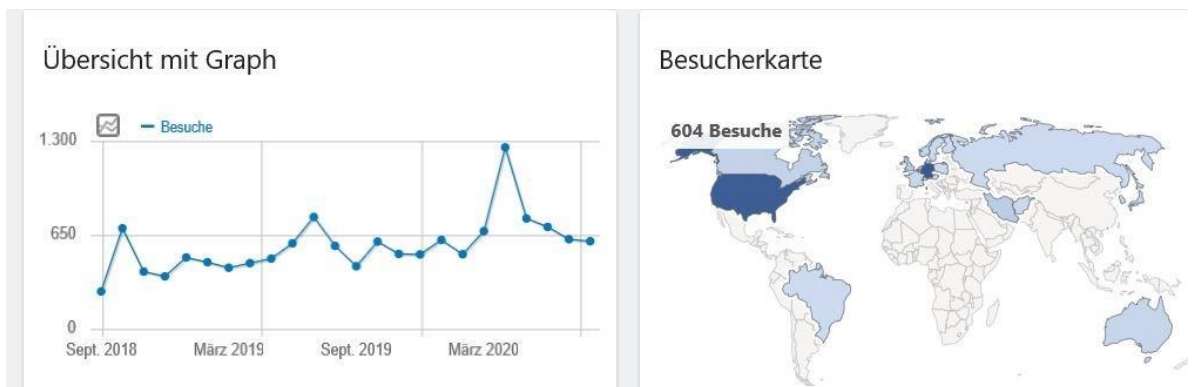 Übersicht mit Graph
Besuche
1.300
650
0
Sept. 2018
März 2019
Sept. 2019
März 2020
Besucherkarte
604 Besuche